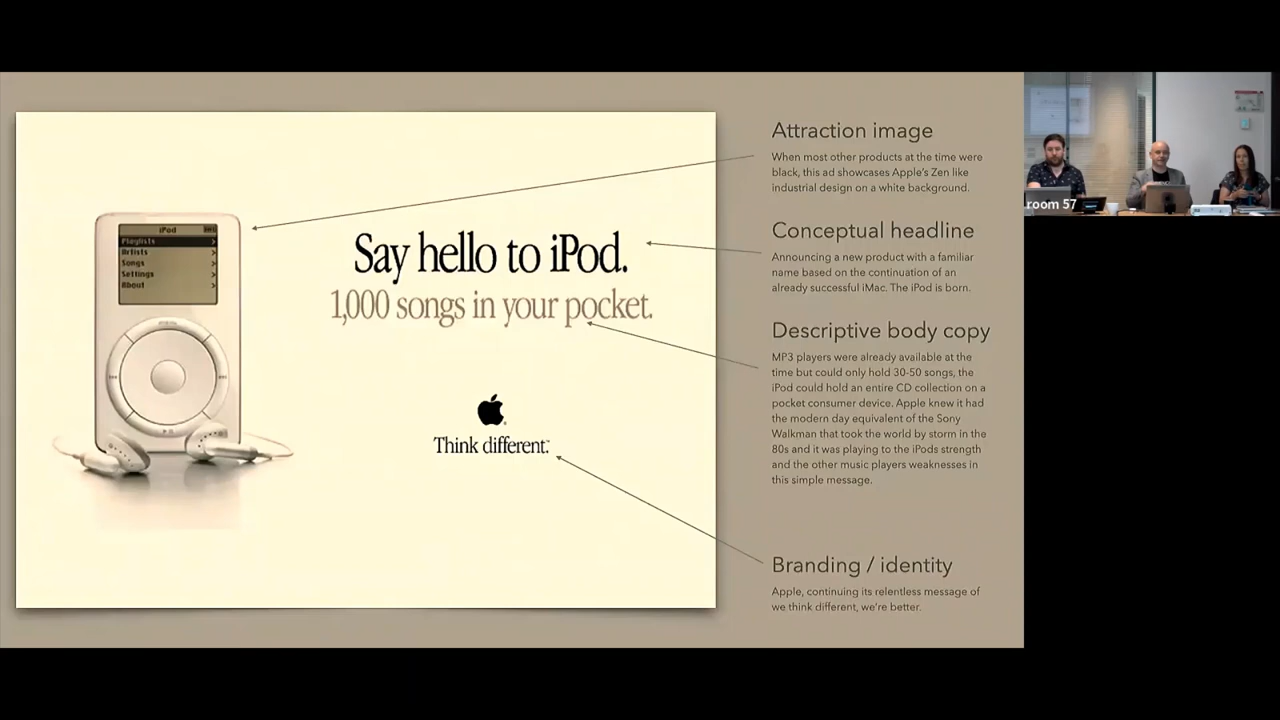 iPod
Playlists >
Artists >
Songs >
Settings >
About >
Say hello to iPod.
1,000 songs in your pocket.
Think different.™
Attraction image
When most other products at the time were
black, this ad showcases Apple's Zen like
industrial design on a white background.
Conceptual headline
Announcing a new product with a familiar
name based on the continuation of an
already successful iMac. The iPod is born.
Descriptive body copy
MP3 players were already available at the
time but could only hold 30-50 songs, the
iPod could hold an entire CD collection on a
pocket consumer device. Apple knew it had
the modern day equivalent of the Sony
Walkman that took the world by storm in the
80s and it was playing to the iPods strength
and the other music players weaknesses in
this simple message.
Branding / identity
Apple, continuing its relentless message of
we think different, we're better.
room 57